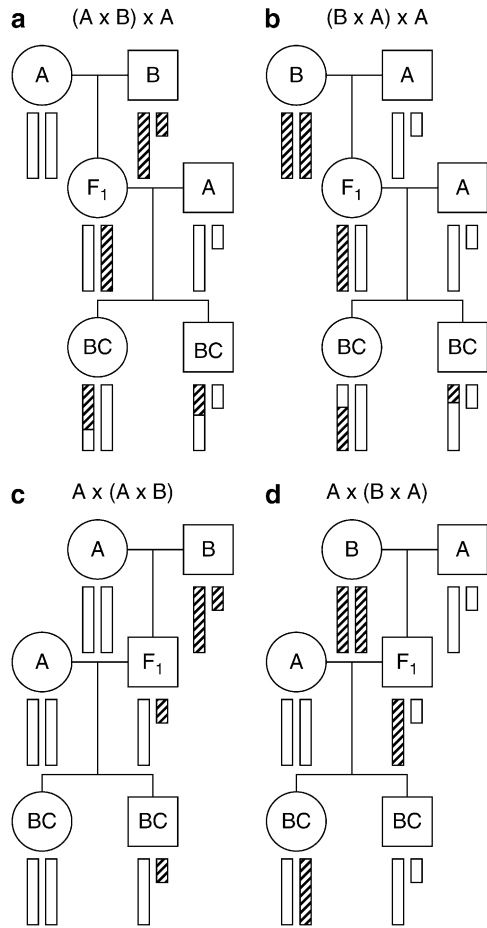 a (A x B) x A
A B
F₁ A
BC BC
b (B x A) x A
B A
F₁ A
BC BC
c A x (A x B)
A B
A F₁
BC BC
d A x (B x A)
B A
A F₁
BC BC